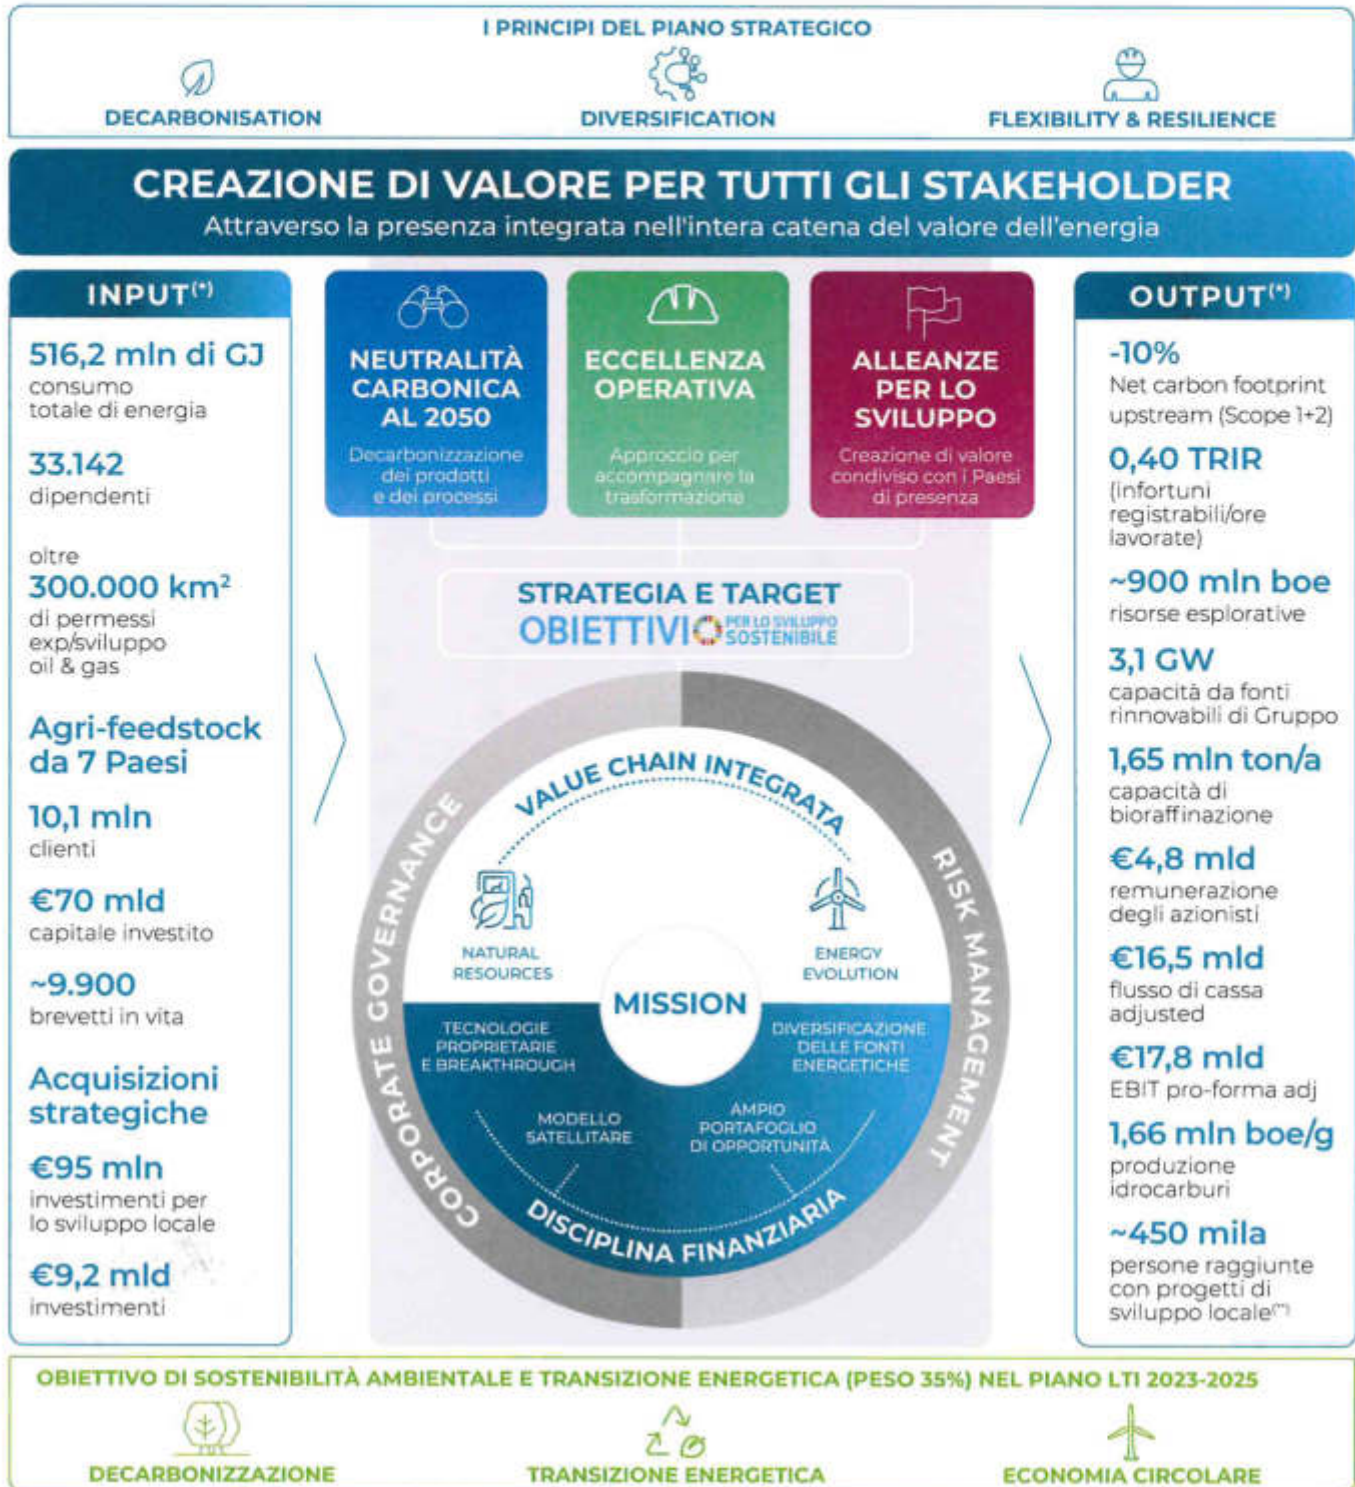 I PRINCIPI DEL PIANO STRATEGICO
DECARBONISATION
DIVERSIFICATION
FLEXIBILITY & RESILIENCE
CREAZIONE DI VALORE PER TUTTI GLI STAKEHOLDER
Attraverso la presenza integrata nell'intera catena del valore dell'energia
INPUT(*)
516,2 mln di GJ
consumo
totale di energia
33.142
dipendenti
oltre
300.000 km²
di permessi
exp/sviluppo
oil & gas
Agri-feedstock
da 7 Paesi
10,1 mln
clienti
€70 mld
capitale investito
~9.900
brevetti in vita
Acquisizioni
strategiche
€95 mln
investimenti per
lo sviluppo locale
€9,2 mld
investimenti
NEUTRALITÀ
CARBONICA
AL 2050
Decarbonizzazione
dei prodotti
e dei processi
ECCELLENZA
OPERATIVA
Approccio per
accompagnare la
trasformazione
ALLEANZE
PER LO
SVILUPPO
Creazione di valore
condiviso con i Paesi
di presenza
STRATEGIA E TARGET
OBIETTIVI PER LO SVILUPPO
SOSTENIBILE
CORPORATE GOVERNANCE
RISK MANAGEMENT
VALUE CHAIN INTEGRATA
NATURAL
RESOURCES
ENERGY
EVOLUTION
MISSION
TECNOLOGIE
PROPRIETARIE
E BREAKTHROUGH
DIVERSIFICAZIONE
DELLE FONTI
ENERGETICHE
MODELLO
SATELLITARE
AMPIO
PORTAFOGLIO
DI OPPORTUNITÀ
DISCIPLINA FINANZIARIA
OUTPUT(*)
-10%
Net carbon footprint
upstream (Scope 1+2)
0,40 TRIR
(infortuni
registrabili/ore
lavorate)
~900 mln boe
risorse esplorative
3,1 GW
capacità da fonti
rinnovabili di Gruppo
1,65 mln ton/a
capacità di
bioraffinazione
€4,8 mld
remunerazione
degli azionisti
€16,5 mld
flusso di cassa
adjusted
€17,8 mld
EBIT pro-forma adj
1,66 mln boe/g
produzione
idrocarburi
~450 mila
persone raggiunte
con progetti di
sviluppo locale(**)
OBIETTIVO DI SOSTENIBILITÀ AMBIENTALE E TRANSIZIONE ENERGETICA (PESO 35%) NEL PIANO LTI 2023-2025
DECARBONIZZAZIONE
TRANSIZIONE ENERGETICA
ECONOMIA CIRCOLARE